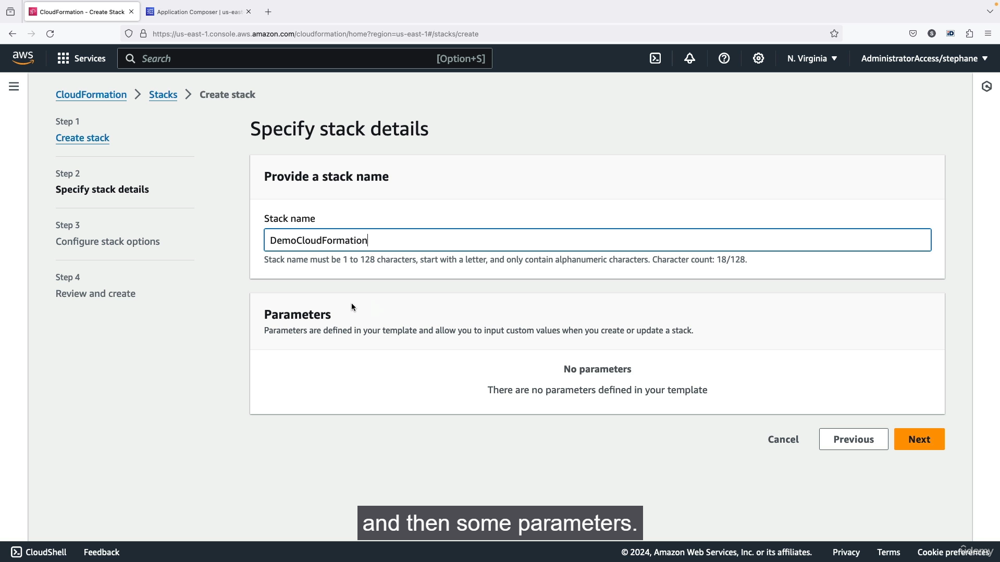 CloudFormation - Create Stack
Application Composer | us-east
https://us-east-1.console.aws.amazon.com/cloudformation/home?region=us-east-1#/stacks/create
aws
Services
Search
[Option+S]
N. Virginia
AdministratorAccess/stephane
CloudFormation
Stacks
Create stack
Step 1
Create stack
Step 2
Specify stack details
Step 3
Configure stack options
Step 4
Review and create
Specify stack details
Provide a stack name
Stack name
DemoCloudFormation
Stack name must be 1 to 128 characters, start with a letter, and only contain alphanumeric characters. Character count: 18/128.
Parameters
Parameters are defined in your template and allow you to input custom values when you create or update a stack.
No parameters
There are no parameters defined in your template
Cancel
Previous
Next
and then some parameters.
CloudShell
Feedback
© 2024, Amazon Web Services, Inc. or its affiliates.
Privacy
Terms
Cookie preferences
udemy